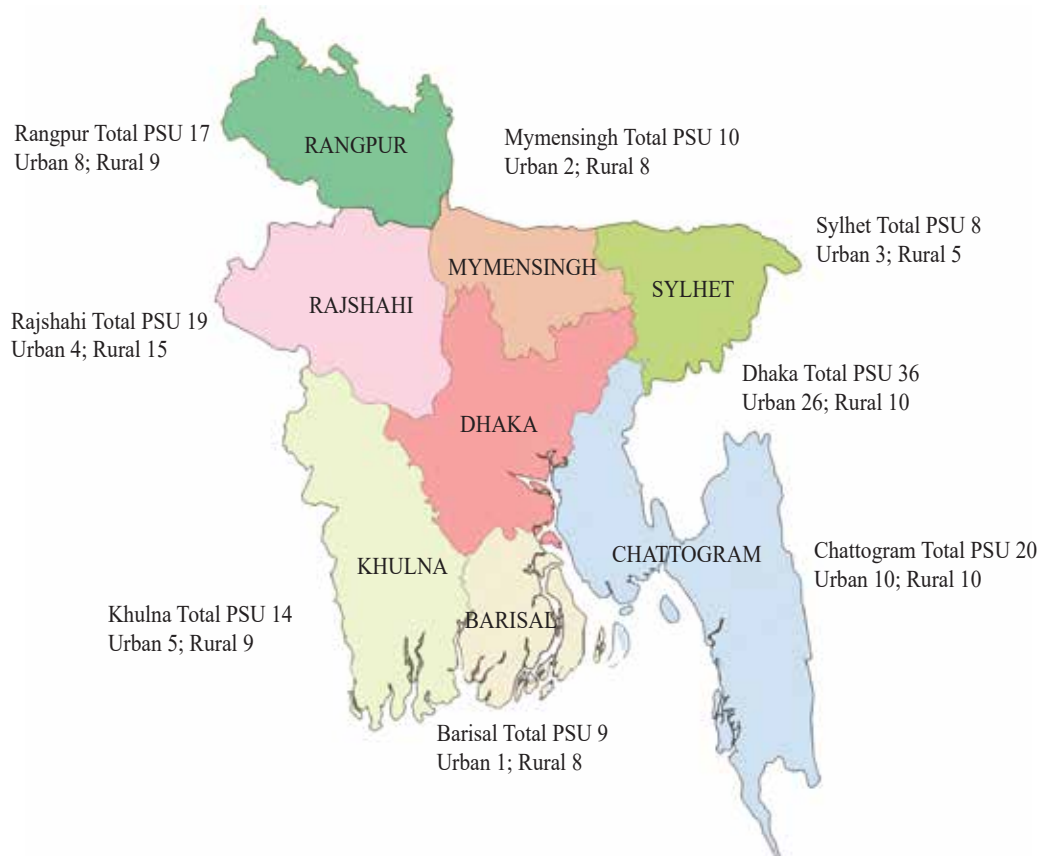 Rangpur Total PSU 17
Urban 8; Rural 9
RANGPUR
Mymensingh Total PSU 10
Urban 2; Rural 8
Sylhet Total PSU 8
Urban 3; Rural 5
MYMENSINGH
SYLHET
RAJSHAHI
Rajshahi Total PSU 19
Urban 4; Rural 15
Dhaka Total PSU 36
Urban 26; Rural 10
DHAKA
CHATTOGRAM
Chattogram Total PSU 20
Urban 10; Rural 10
KHULNA
Khulna Total PSU 14
Urban 5; Rural 9
BARISAL
Barisal Total PSU 9
Urban 1; Rural 8